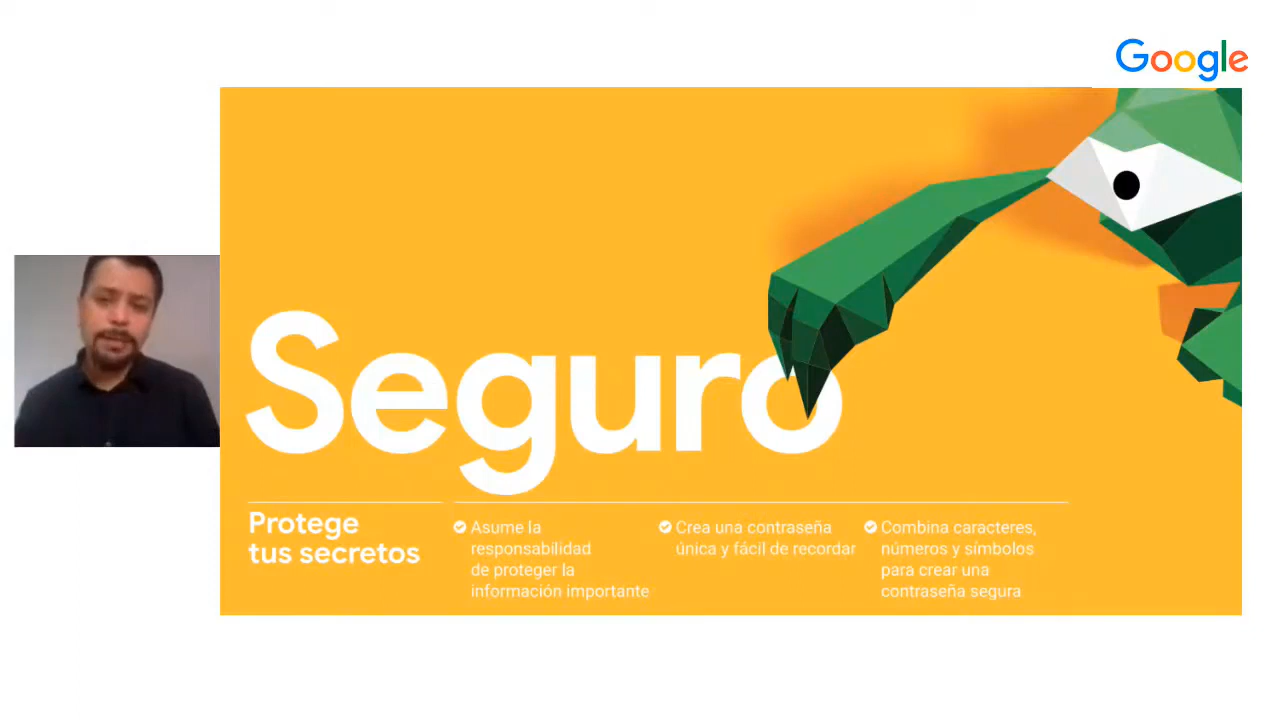 Google
Seguro
Protege
tus secretos
Asume la
responsabilidad
de proteger la
información importante
Crea una contraseña
única y fácil de recordar
Combina caracteres,
números y símbolos
para crear una
contraseña segura